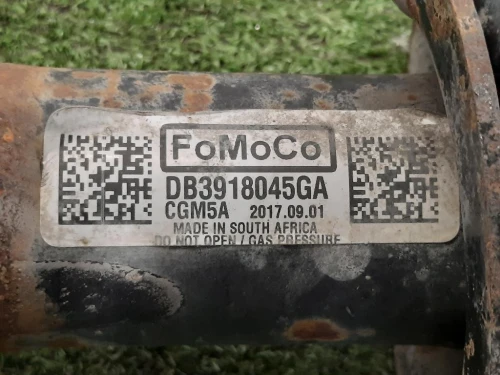 FoMoCo
DB3918045GA
CGM5A 2017.09.01
MADE IN SOUTH AFRICA
DO NOT OPEN / GAS PRESSURE